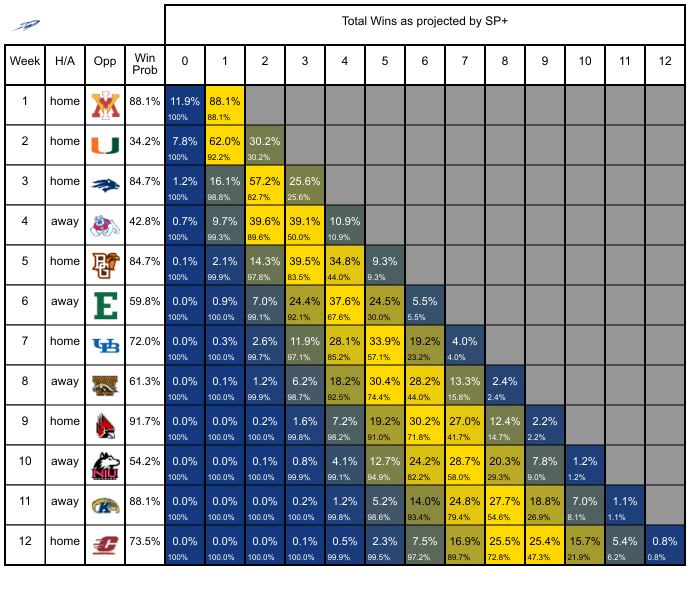 Total Wins as projected by SP+
Week H/A Opp Win Prob 0 1 2 3 4 5 6 7 8 9 10 11 12
1 home 88.1% 11.9% 88.1%
100% 88.1%
2 home 34.2% 7.8% 62.0% 30.2%
100% 92.2% 30.2%
3 home 84.7% 1.2% 16.1% 57.2% 25.6%
100% 98.8% 82.7% 25.6%
4 away 42.8% 0.7% 9.7% 39.6% 39.1% 10.9%
100% 99.3% 89.6% 50.0% 10.9%
5 home 84.7% 0.1% 2.1% 14.3% 39.5% 34.8% 9.3%
100% 99.9% 97.8% 83.5% 44.0% 9.3%
6 away E 59.8% 0.0% 0.9% 7.0% 24.4% 37.6% 24.5% 5.5%
100% 100.0% 99.1% 92.1% 67.6% 30.0% 5.5%
7 home UB 72.0% 0.0% 0.3% 2.6% 11.9% 28.1% 33.9% 19.2% 4.0%
100% 100.0% 99.7% 97.1% 85.2% 57.1% 23.2% 4.0%
8 away 61.3% 0.0% 0.1% 1.2% 6.2% 18.2% 30.4% 28.2% 13.3% 2.4%
100% 100.0% 99.9% 98.7% 92.5% 74.4% 44.0% 15.8% 2.4%
9 home 91.7% 0.0% 0.0% 0.2% 1.6% 7.2% 19.2% 30.2% 27.0% 12.4% 2.2%
100% 100.0% 100.0% 99.8% 98.2% 91.0% 71.8% 41.7% 14.7% 2.2%
10 away NIU 54.2% 0.0% 0.0% 0.1% 0.8% 4.1% 12.7% 24.2% 28.7% 20.3% 7.8% 1.2%
100% 100.0% 100.0% 99.9% 99.1% 94.9% 82.2% 58.0% 29.3% 9.0% 1.2%
11 away K 88.1% 0.0% 0.0% 0.0% 0.2% 1.2% 5.2% 14.0% 24.8% 27.7% 18.8% 7.0% 1.1%
100% 100.0% 100.0% 100.0% 99.8% 98.6% 93.4% 79.4% 54.6% 26.9% 8.1% 1.1%
12 home C 73.5% 0.0% 0.0% 0.0% 0.1% 0.5% 2.3% 7.5% 16.9% 25.5% 25.4% 15.7% 5.4% 0.8%
100% 100.0% 100.0% 100.0% 99.9% 99.5% 97.2% 89.7% 72.8% 47.3% 21.9% 6.2% 0.8%